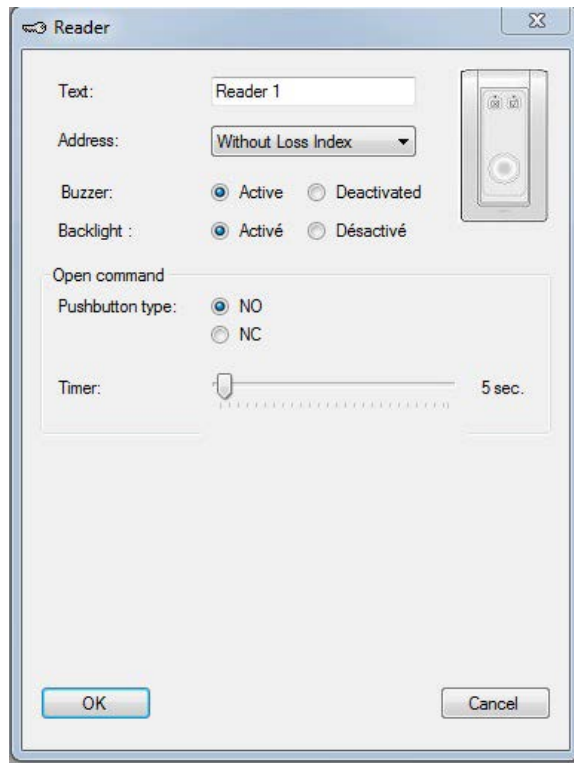 Reader
Text: Reader 1
Address: Without Loss Index
Buzzer: Active Deactivated
Backlight : Activé Désactivé
Open command
Pushbutton type: NO
NC
Timer: 5 sec.
OK Cancel